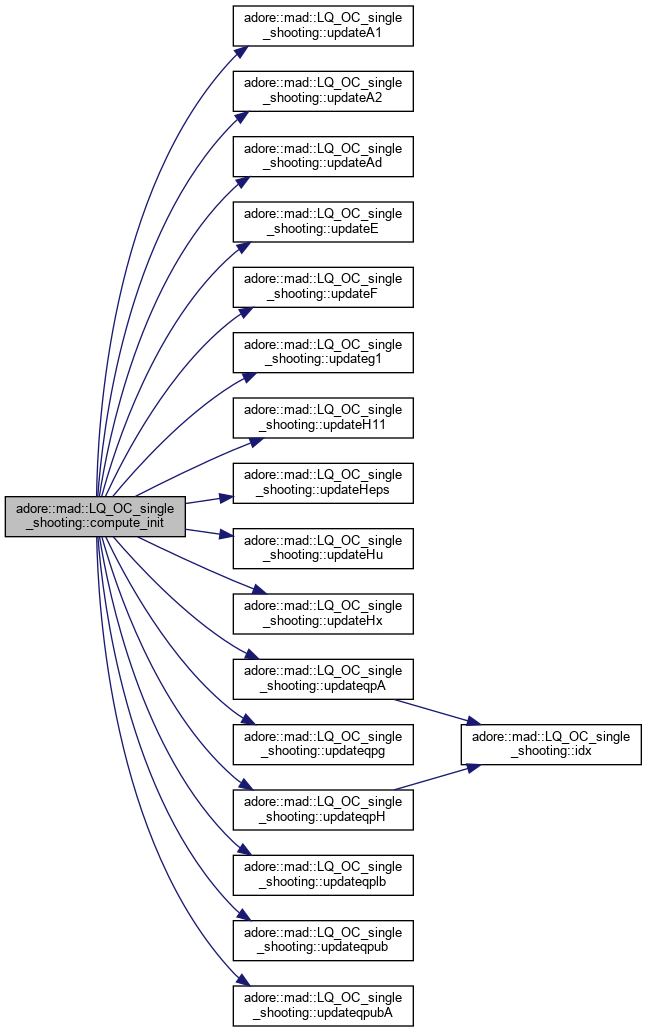 adore::mad::LQ_OC_single
_shooting::updateA1
adore::mad::LQ_OC_single
_shooting::updateA2
adore::mad::LQ_OC_single
_shooting::updateAd
adore::mad::LQ_OC_single
_shooting::updateE
adore::mad::LQ_OC_single
_shooting::updateF
adore::mad::LQ_OC_single
_shooting::updateg1
adore::mad::LQ_OC_single
_shooting::updateH11
adore::mad::LQ_OC_single
_shooting::updateHeps
adore::mad::LQ_OC_single
_shooting::compute_init
adore::mad::LQ_OC_single
_shooting::updateHu
adore::mad::LQ_OC_single
_shooting::updateHx
adore::mad::LQ_OC_single
_shooting::updateqpA
adore::mad::LQ_OC_single
_shooting::updateqpg
adore::mad::LQ_OC_single
_shooting::idx
adore::mad::LQ_OC_single
_shooting::updateqpH
adore::mad::LQ_OC_single
_shooting::updateqplb
adore::mad::LQ_OC_single
_shooting::updateqpub
adore::mad::LQ_OC_single
_shooting::updateqpubA